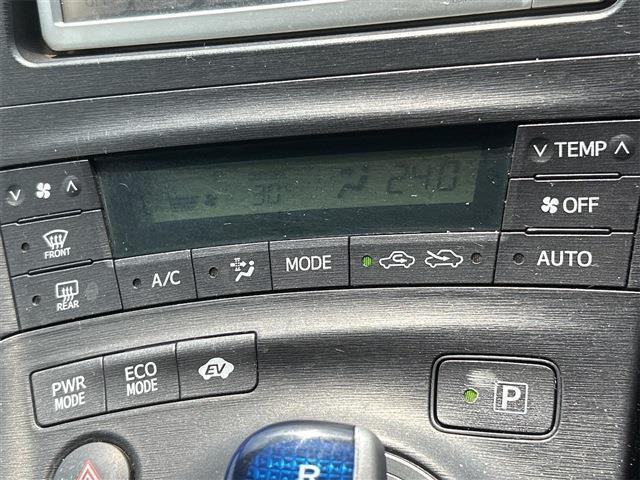 30 24.0
TEMP
OFF
FRONT
A/C
MODE
AUTO
REAR
PWR
MODE
ECO
MODE
EV
P
R